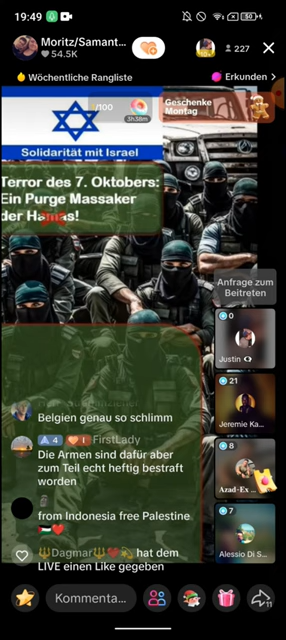 19:49
50
Moritz/Samant...
54.5K
227
Wöchentliche Rangliste
Erkunden >
/100
3h38m
Geschenke
Montag
Solidarität mit Israel
Terror des 7. Oktobers:
Ein Purge Massaker
der Hamas!
Anfrage zum
Beitreten
0
Justin
21
Jeremie Ka...
8
Azad-Ex
7
Alessio Di S...
Belgien genau so schlimm
4 I FirstLady
Die Armen sind dafür aber
zum Teil echt heftig bestraft
worden
from Indonesia free Palestine
🇵🇸❤️
🔱Dagmar🔱❤️💫 hat dem
LIVE einen Like gegeben
Kommenta...
11